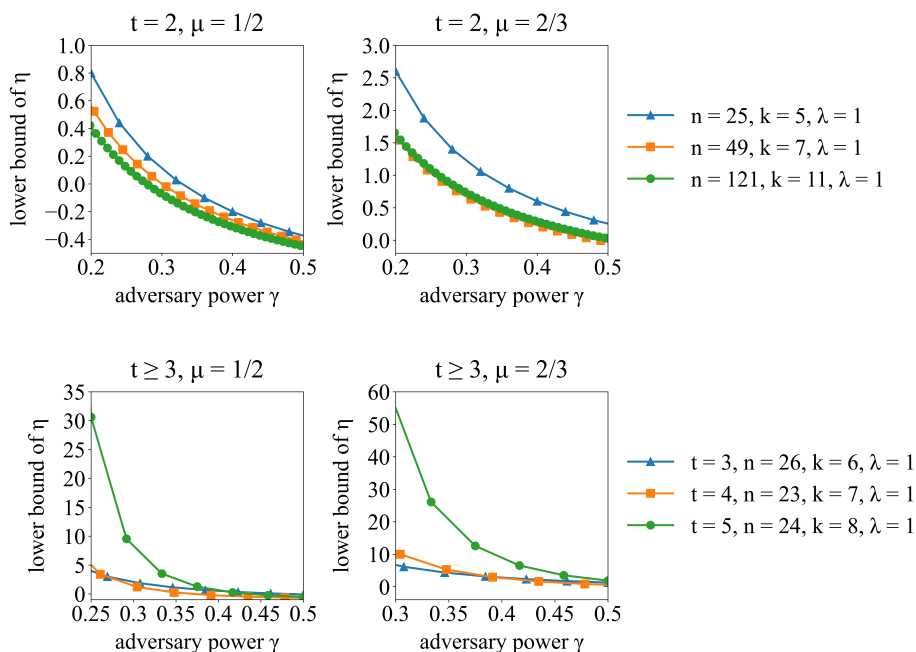 t = 2, μ = 1/2
lower bound of η
1.0
0.8
0.6
0.4
0.2
0.0
−0.2
−0.4
0.2 0.3 0.4 0.5
adversary power γ
t = 2, μ = 2/3
lower bound of η
3.0
2.5
2.0
1.5
1.0
0.5
0.0
0.2 0.3 0.4 0.5
adversary power γ
n = 25, k = 5, λ = 1
n = 49, k = 7, λ = 1
n = 121, k = 11, λ = 1
t ≥ 3, μ = 1/2
lower bound of η
35
30
25
20
15
10
5
0
0.25 0.3 0.35 0.4 0.45 0.5
adversary power γ
t ≥ 3, μ = 2/3
lower bound of η
60
50
40
30
20
10
0
0.3 0.35 0.4 0.45 0.5
adversary power γ
t = 3, n = 26, k = 6, λ = 1
t = 4, n = 23, k = 7, λ = 1
t = 5, n = 24, k = 8, λ = 1